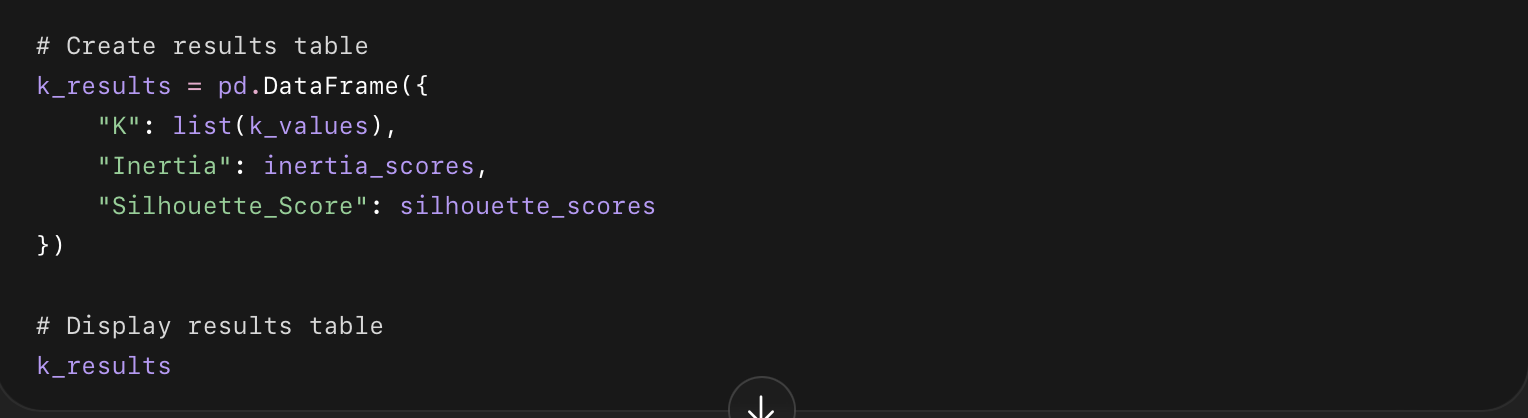 # Create results table
k_results = pd.DataFrame({
    "K": list(k_values),
    "Inertia": inertia_scores,
    "Silhouette_Score": silhouette_scores
})

# Display results table
k_results